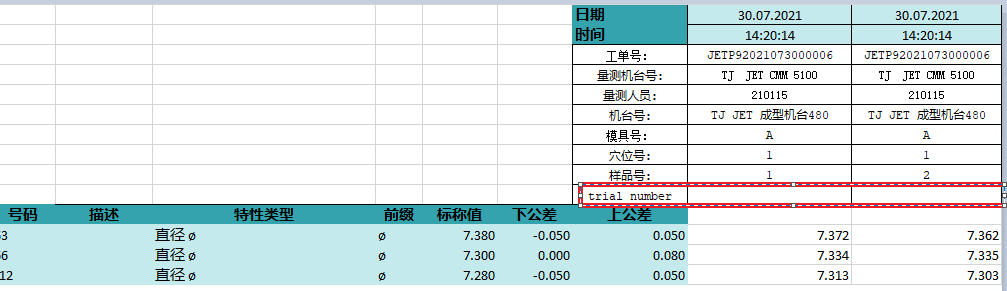 日期 30.07.2021 30.07.2021
时间 14:20:14 14:20:14
工单号: JETP92021073000006 JETP92021073000006
量测机台号: TJ JET CMM 5100 TJ JET CMM 5100
量测人员: 210115 210115
机台号: TJ JET 成型机台480 TJ JET 成型机台480
模具号: A A
穴位号: 1 1
样品号: 1 2
trial number
号码 描述 特性类型 前缀 标称值 下公差 上公差
53 直径 ø ø 7.380 -0.050 0.050 7.372 7.362
56 直径 ø ø 7.300 0.000 0.080 7.334 7.335
12 直径 ø ø 7.280 -0.050 0.050 7.313 7.303